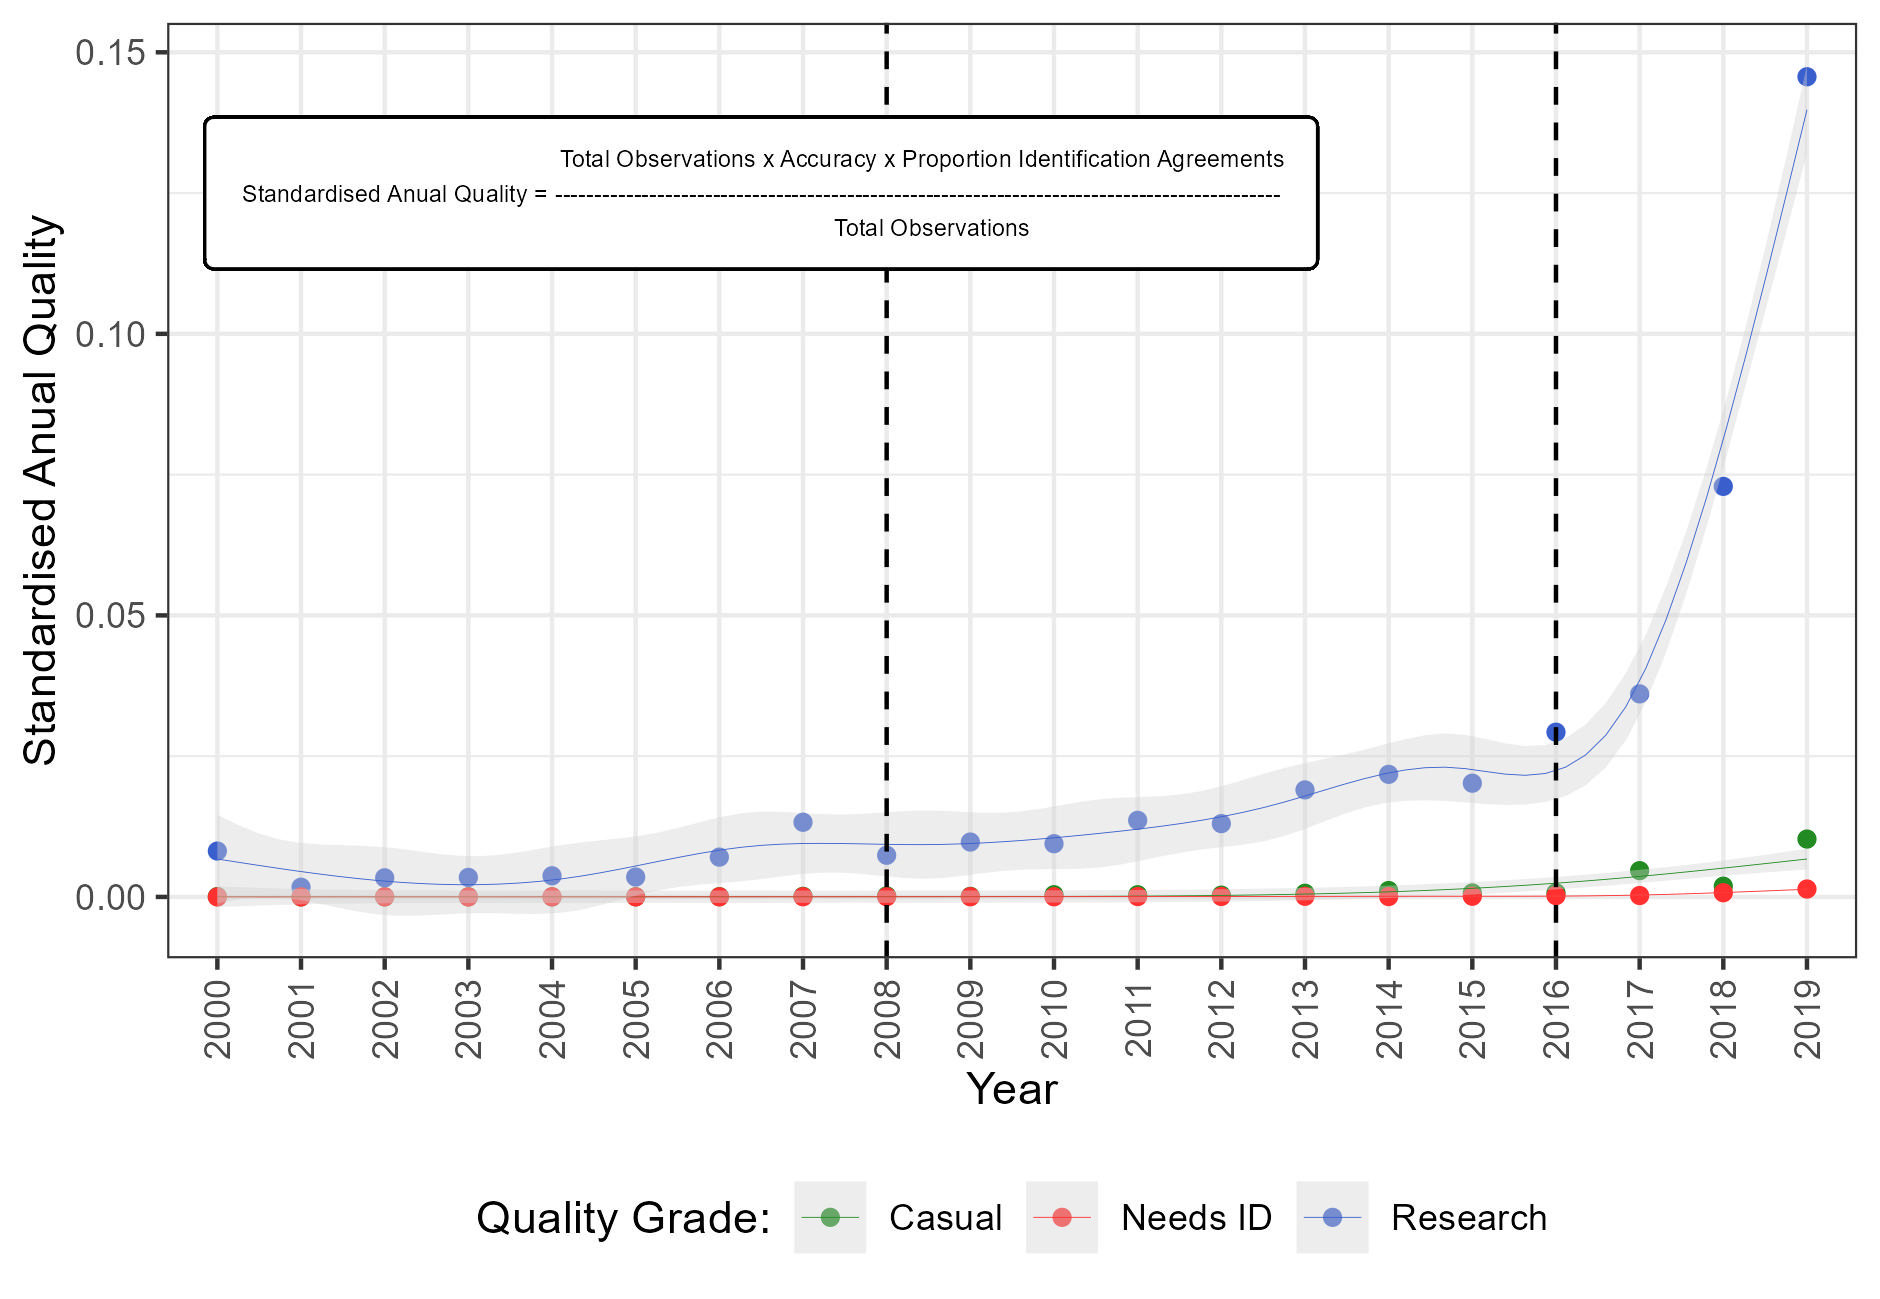 0.15
Total Observations x Accuracy x Proportion Identification Agreements
Standardised Anual Quality = --------------------------------------------------------------------------------------------
Total Observations
0.10
0.05
0.00
Standardised Anual Quality
2000 2001 2002 2003 2004 2005 2006 2007 2008 2009 2010 2011 2012 2013 2014 2015 2016 2017 2018 2019
Year
Quality Grade: Casual Needs ID Research